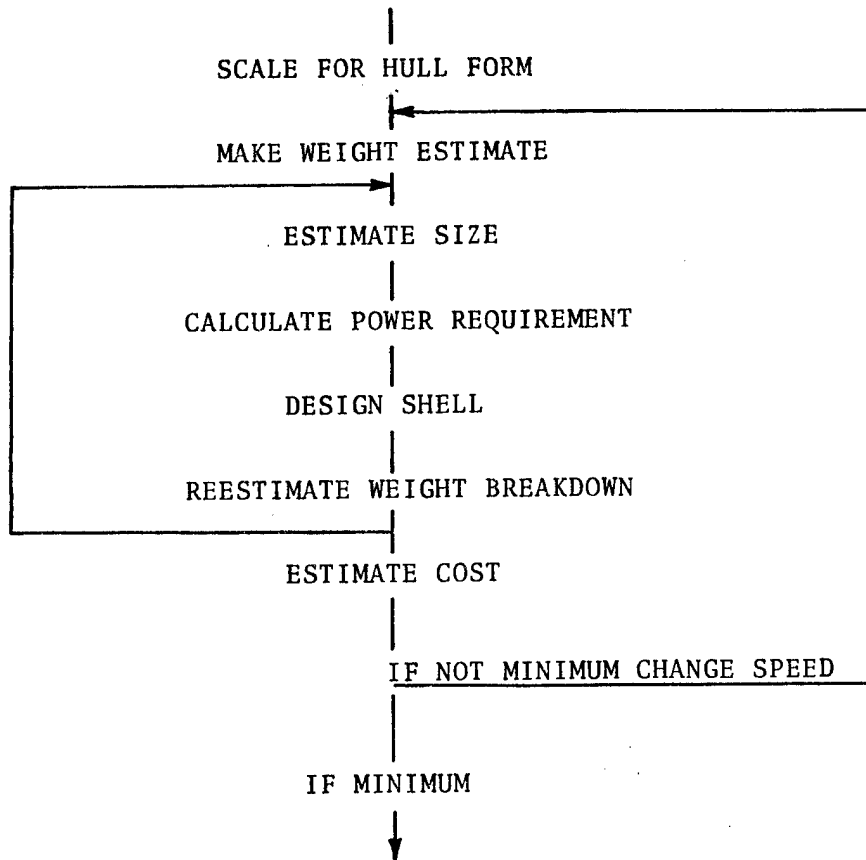 SCALE FOR HULL FORM
MAKE WEIGHT ESTIMATE
ESTIMATE SIZE
CALCULATE POWER REQUIREMENT
DESIGN SHELL
REESTIMATE WEIGHT BREAKDOWN
ESTIMATE COST
IF NOT MINIMUM CHANGE SPEED
IF MINIMUM